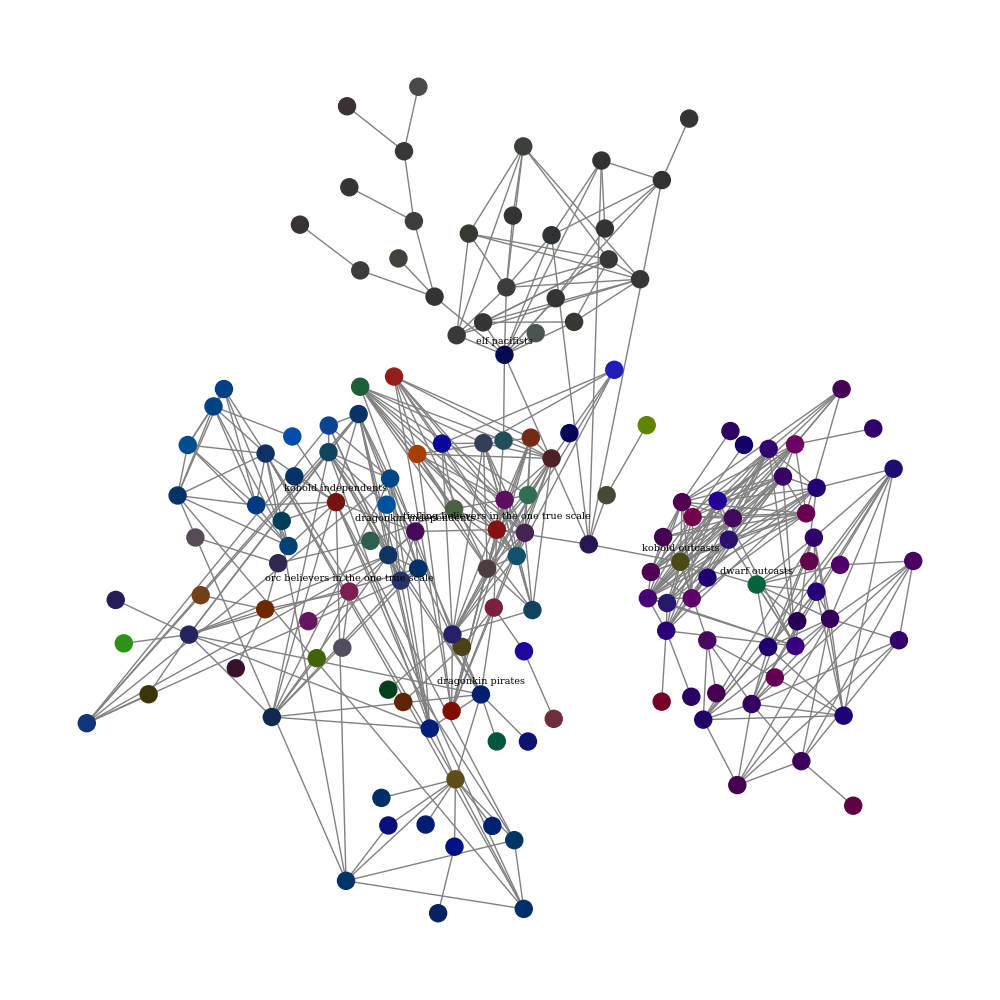 elf pacifists
kobold independents
tiefling believers in the one true scale
dragonkin independents
kobold outcasts
dwarf outcasts
orc believers in the one true scale
dragonkin pirates